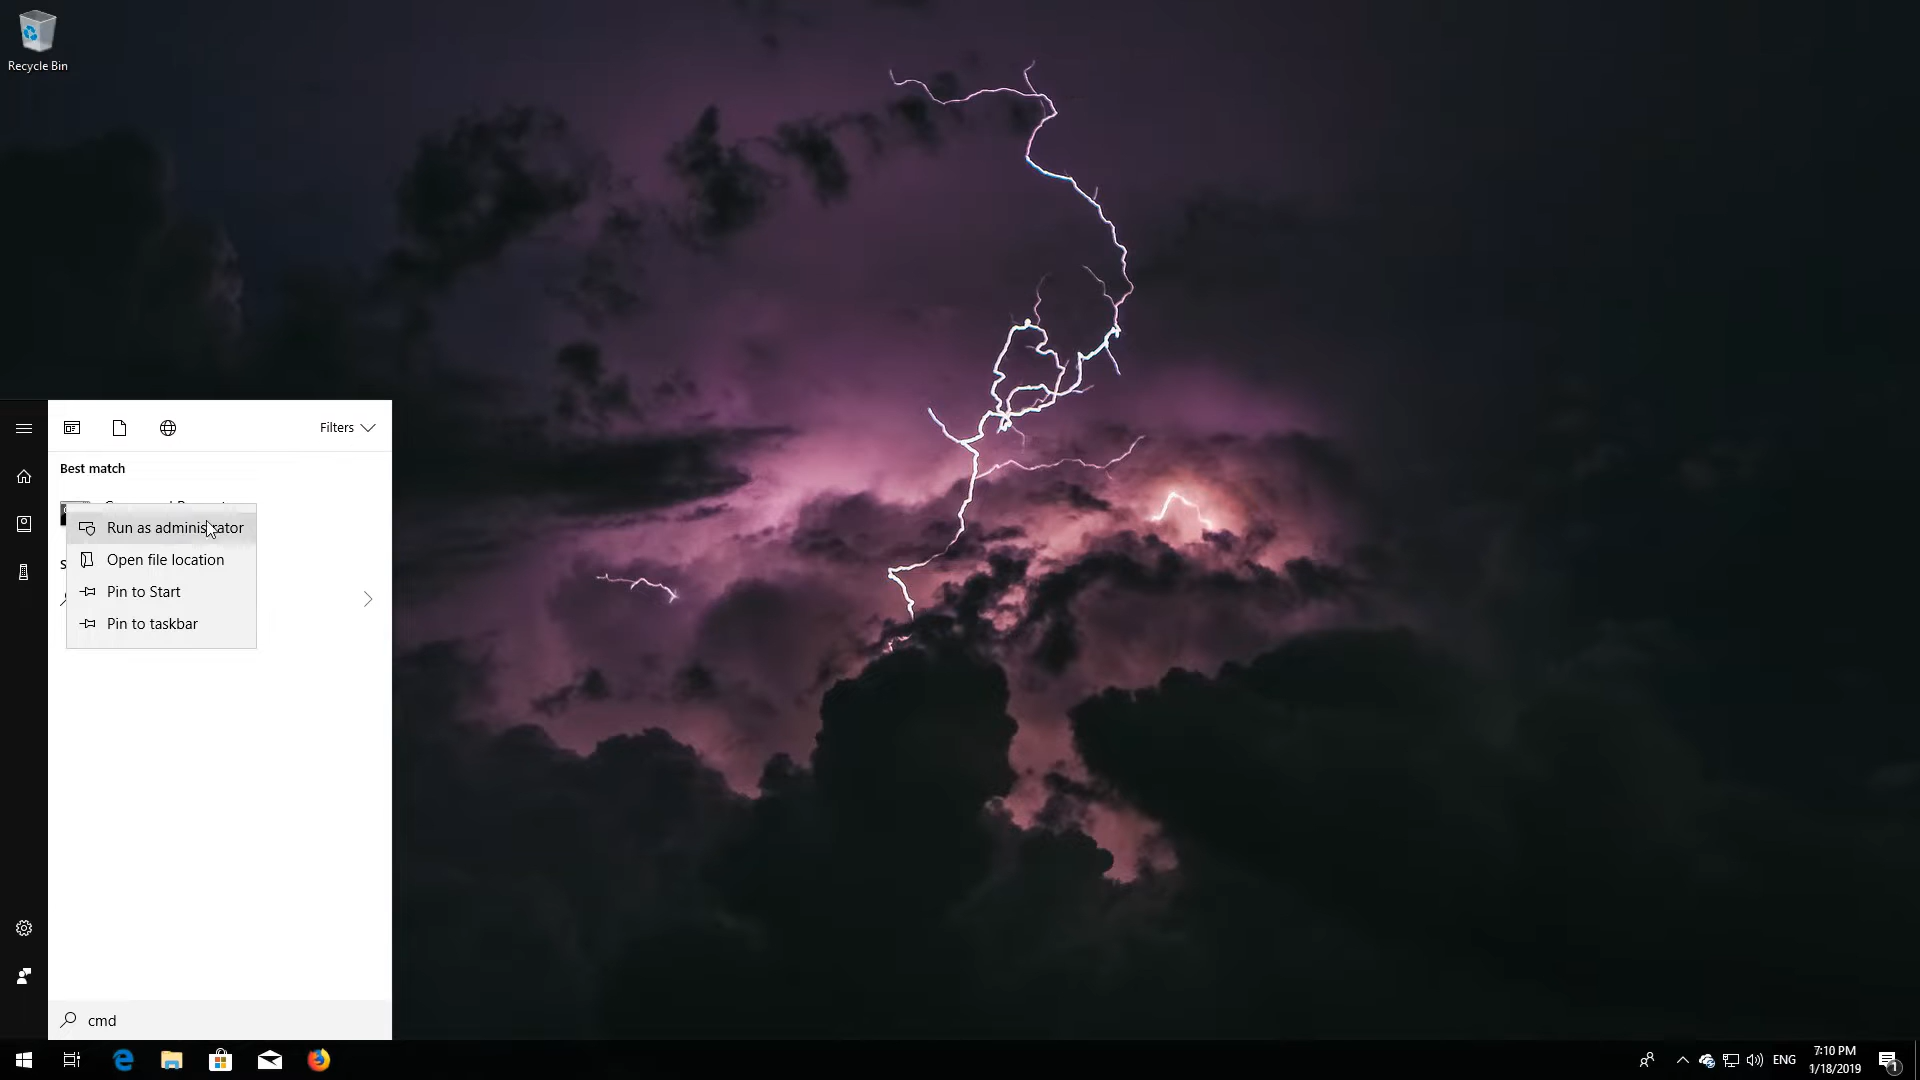 Recycle Bin
Filters
Best match
Run as administrator
Open file location
Pin to Start
Pin to taskbar
cmd
ENG
7:10 PM
1/18/2019
1